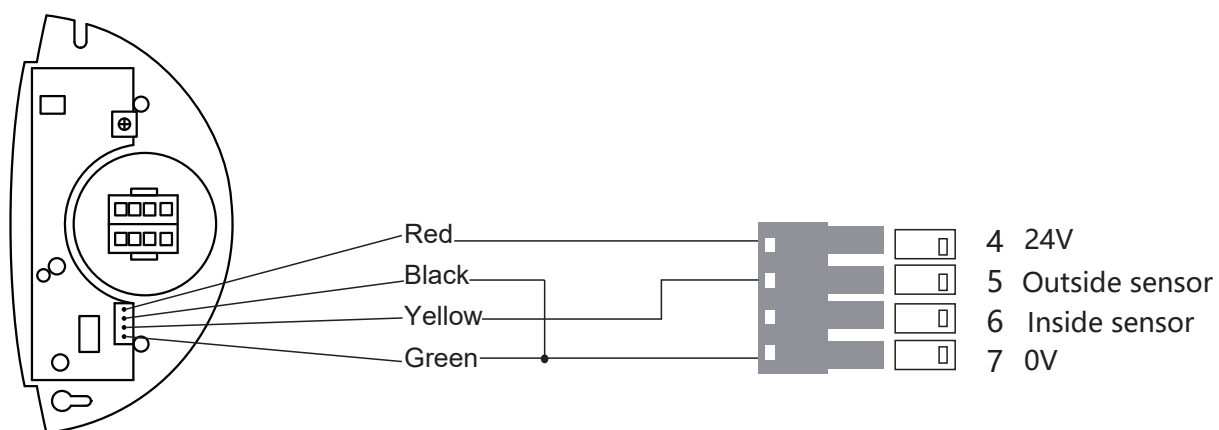 Red
4 24V
Black
5 Outside sensor
Yellow
6 Inside sensor
Green
7 0V